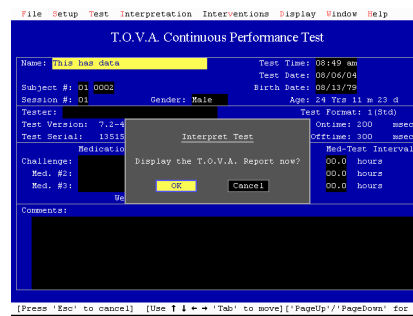 File Setup Test Interpretation Interventions Display Window Help
T.O.V.A. Continuous Performance Test
Name: This has data Test Time: 08:49 am
Test Date: 08/06/04
Subject #: 01 0002 Birth Date: 08/13/79
Session #: 01 Gender: Male Age: 24 Yrs 11 m 23 d
Tester: Test Format: 1(Std)
Test Version: 7.2-4 Ontime: 200 msec
Test Serial: 13515 Offtime: 300 msec
Interpret Test
Medicatio Med-Test Interval
Challenge: Display the T.O.V.A. Report now? 00.0 hours
Med. #2: 00.0 hours
Med. #3: OK Cancel 00.0 hours
We
Comments:
[Press 'Esc' to cancel] [Use ↑ ↓ ← → 'Tab' to move]['PageUp'/'PageDown' for